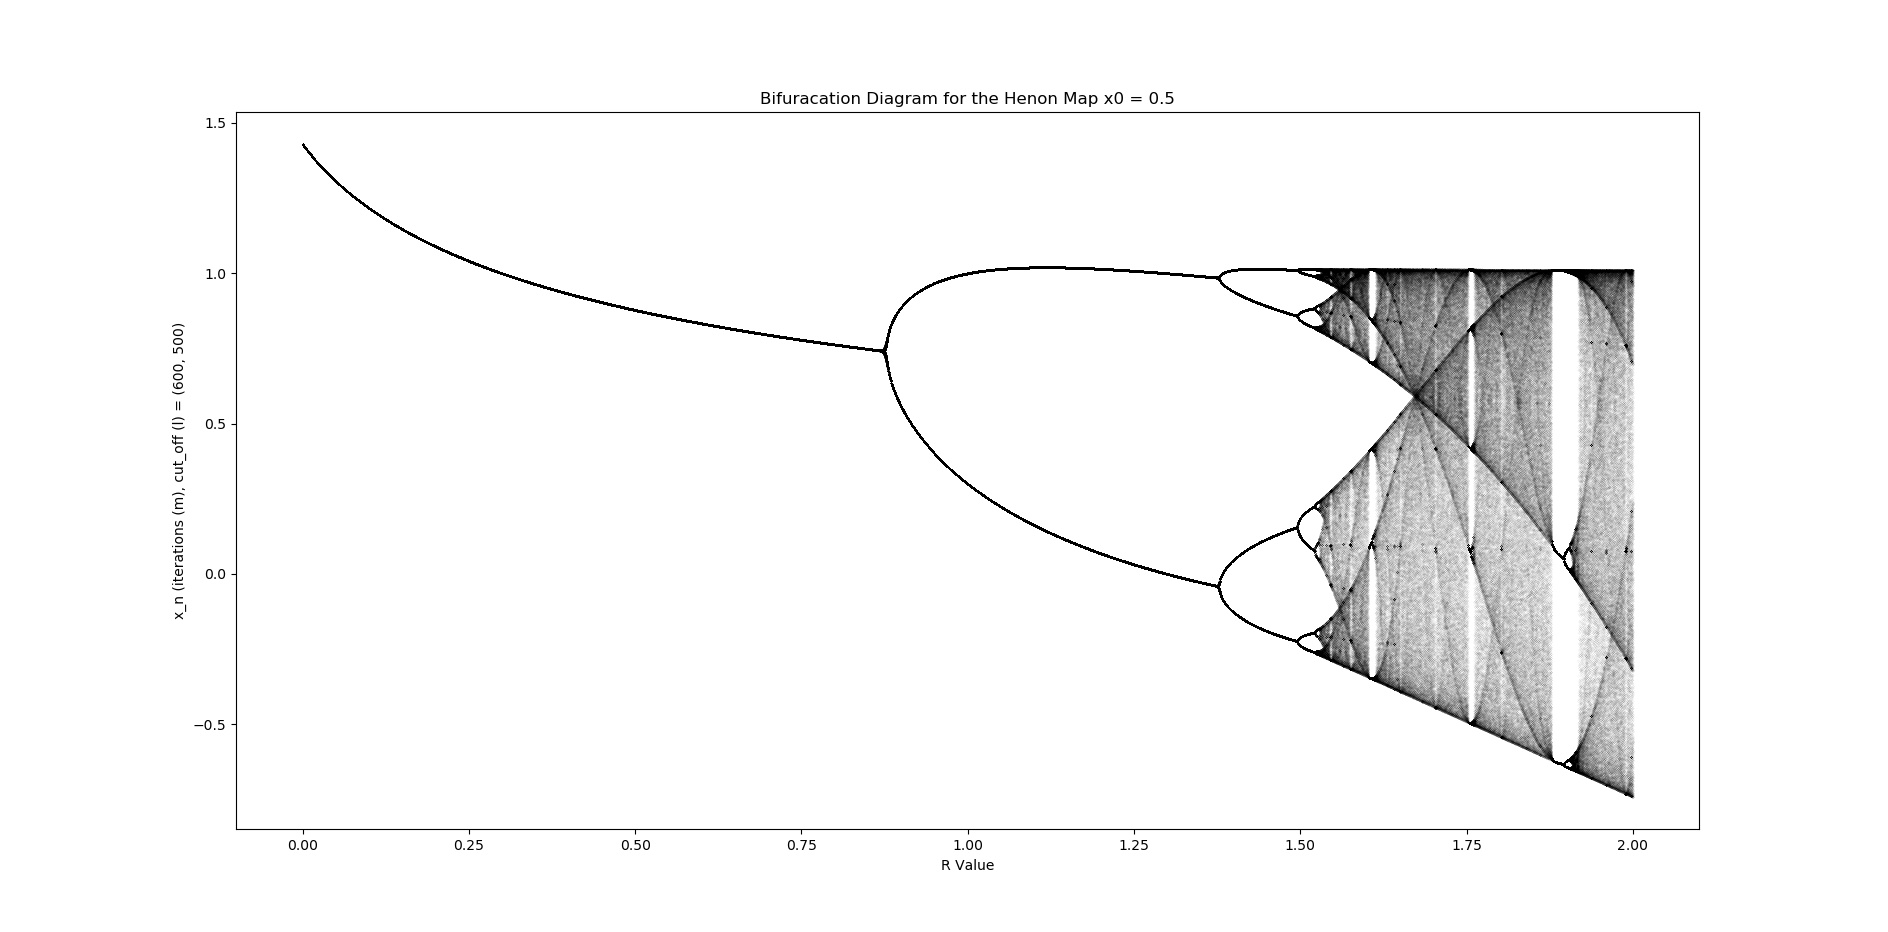 Bifuracation Diagram for the Henon Map x0 = 0.5
x_n (iterations (m), cut_off (l) = (600, 500)
1.5
1.0
0.5
0.0
−0.5
0.00 0.25 0.50 0.75 1.00 1.25 1.50 1.75 2.00
R Value